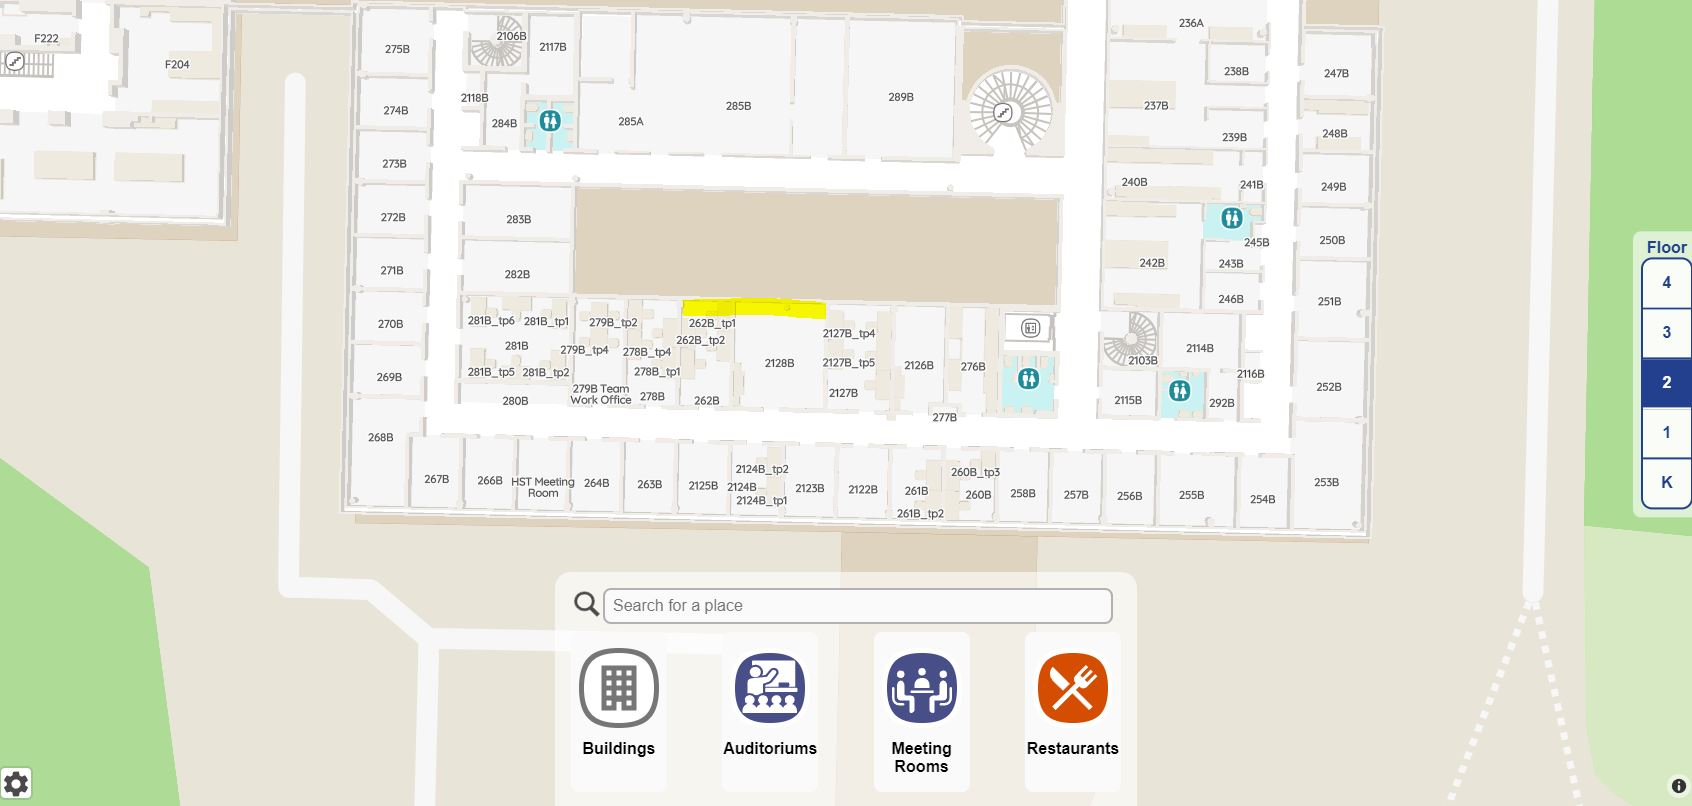 F222
F204
275B
2106B
2117B
274B
2118B
284B
285A
285B
289B
273B
272B
283B
271B
282B
270B
281B_tp6
281B_tp1
279B_tp2
281B
279B_tp4
278B_tp4
262B_tp1
262B_tp2
269B
281B_tp5
281B_tp2
278B_tp1
279B Team
Work Office
280B
278B
262B
2128B
2127B_tp4
2127B_tp5
2127B
2126B
276B
277B
268B
267B
266B
HST Meeting
Room
264B
263B
2125B
2124B_tp2
2124B
2124B_tp1
2123B
2122B
261B
261B_tp2
260B_tp3
260B
258B
257B
256B
255B
254B
253B
236A
238B
237B
239B
240B
241B
245B
242B
243B
246B
2103B
2114B
2116B
2115B
292B
247B
248B
249B
250B
251B
252B
Floor
4
3
2
1
K
Search for a place
Buildings
Auditoriums
Meeting
Rooms
Restaurants